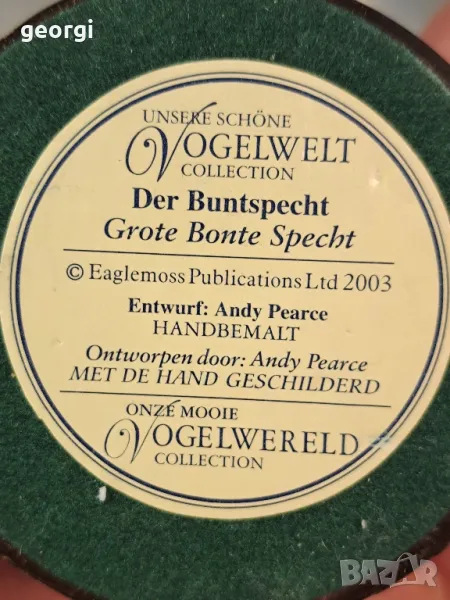 georgi
UNSERE SCHÖNE
VOGELWELT
COLLECTION
Der Buntspecht
Grote Bonte Specht
© Eaglemoss Publications Ltd 2003
Entwurf: Andy Pearce
HANDBEMALT
Ontworpen door: Andy Pearce
MET DE HAND GESCHILDERD
ONZE MOOIE
VOGELWERELD
COLLECTION
BAZAR